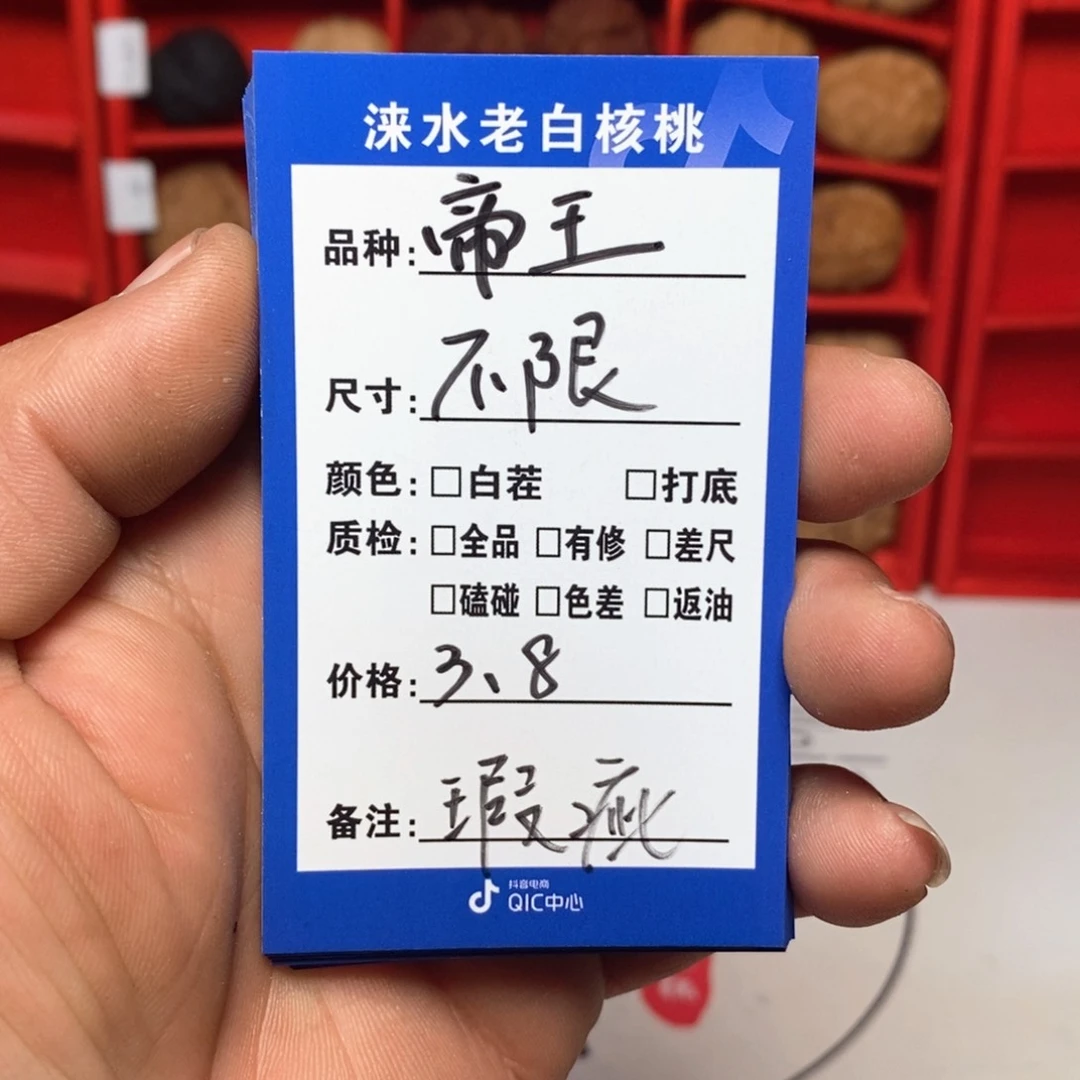 涞水老白核桃
品种：帝王
尺寸：不限
颜色：□白茬 □打底
质检：□全品 □有修 □差尺
□磕碰 □色差 □返油
价格：3、8
备注：瑕疵
抖音电商
QIC中心